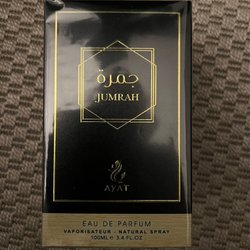 جمرة
JUMRAH
AYAT
EAU DE PARFUM
VAPORISATEUR - NATURAL SPRAY
100ML ℮ 3.4 FL.OZ